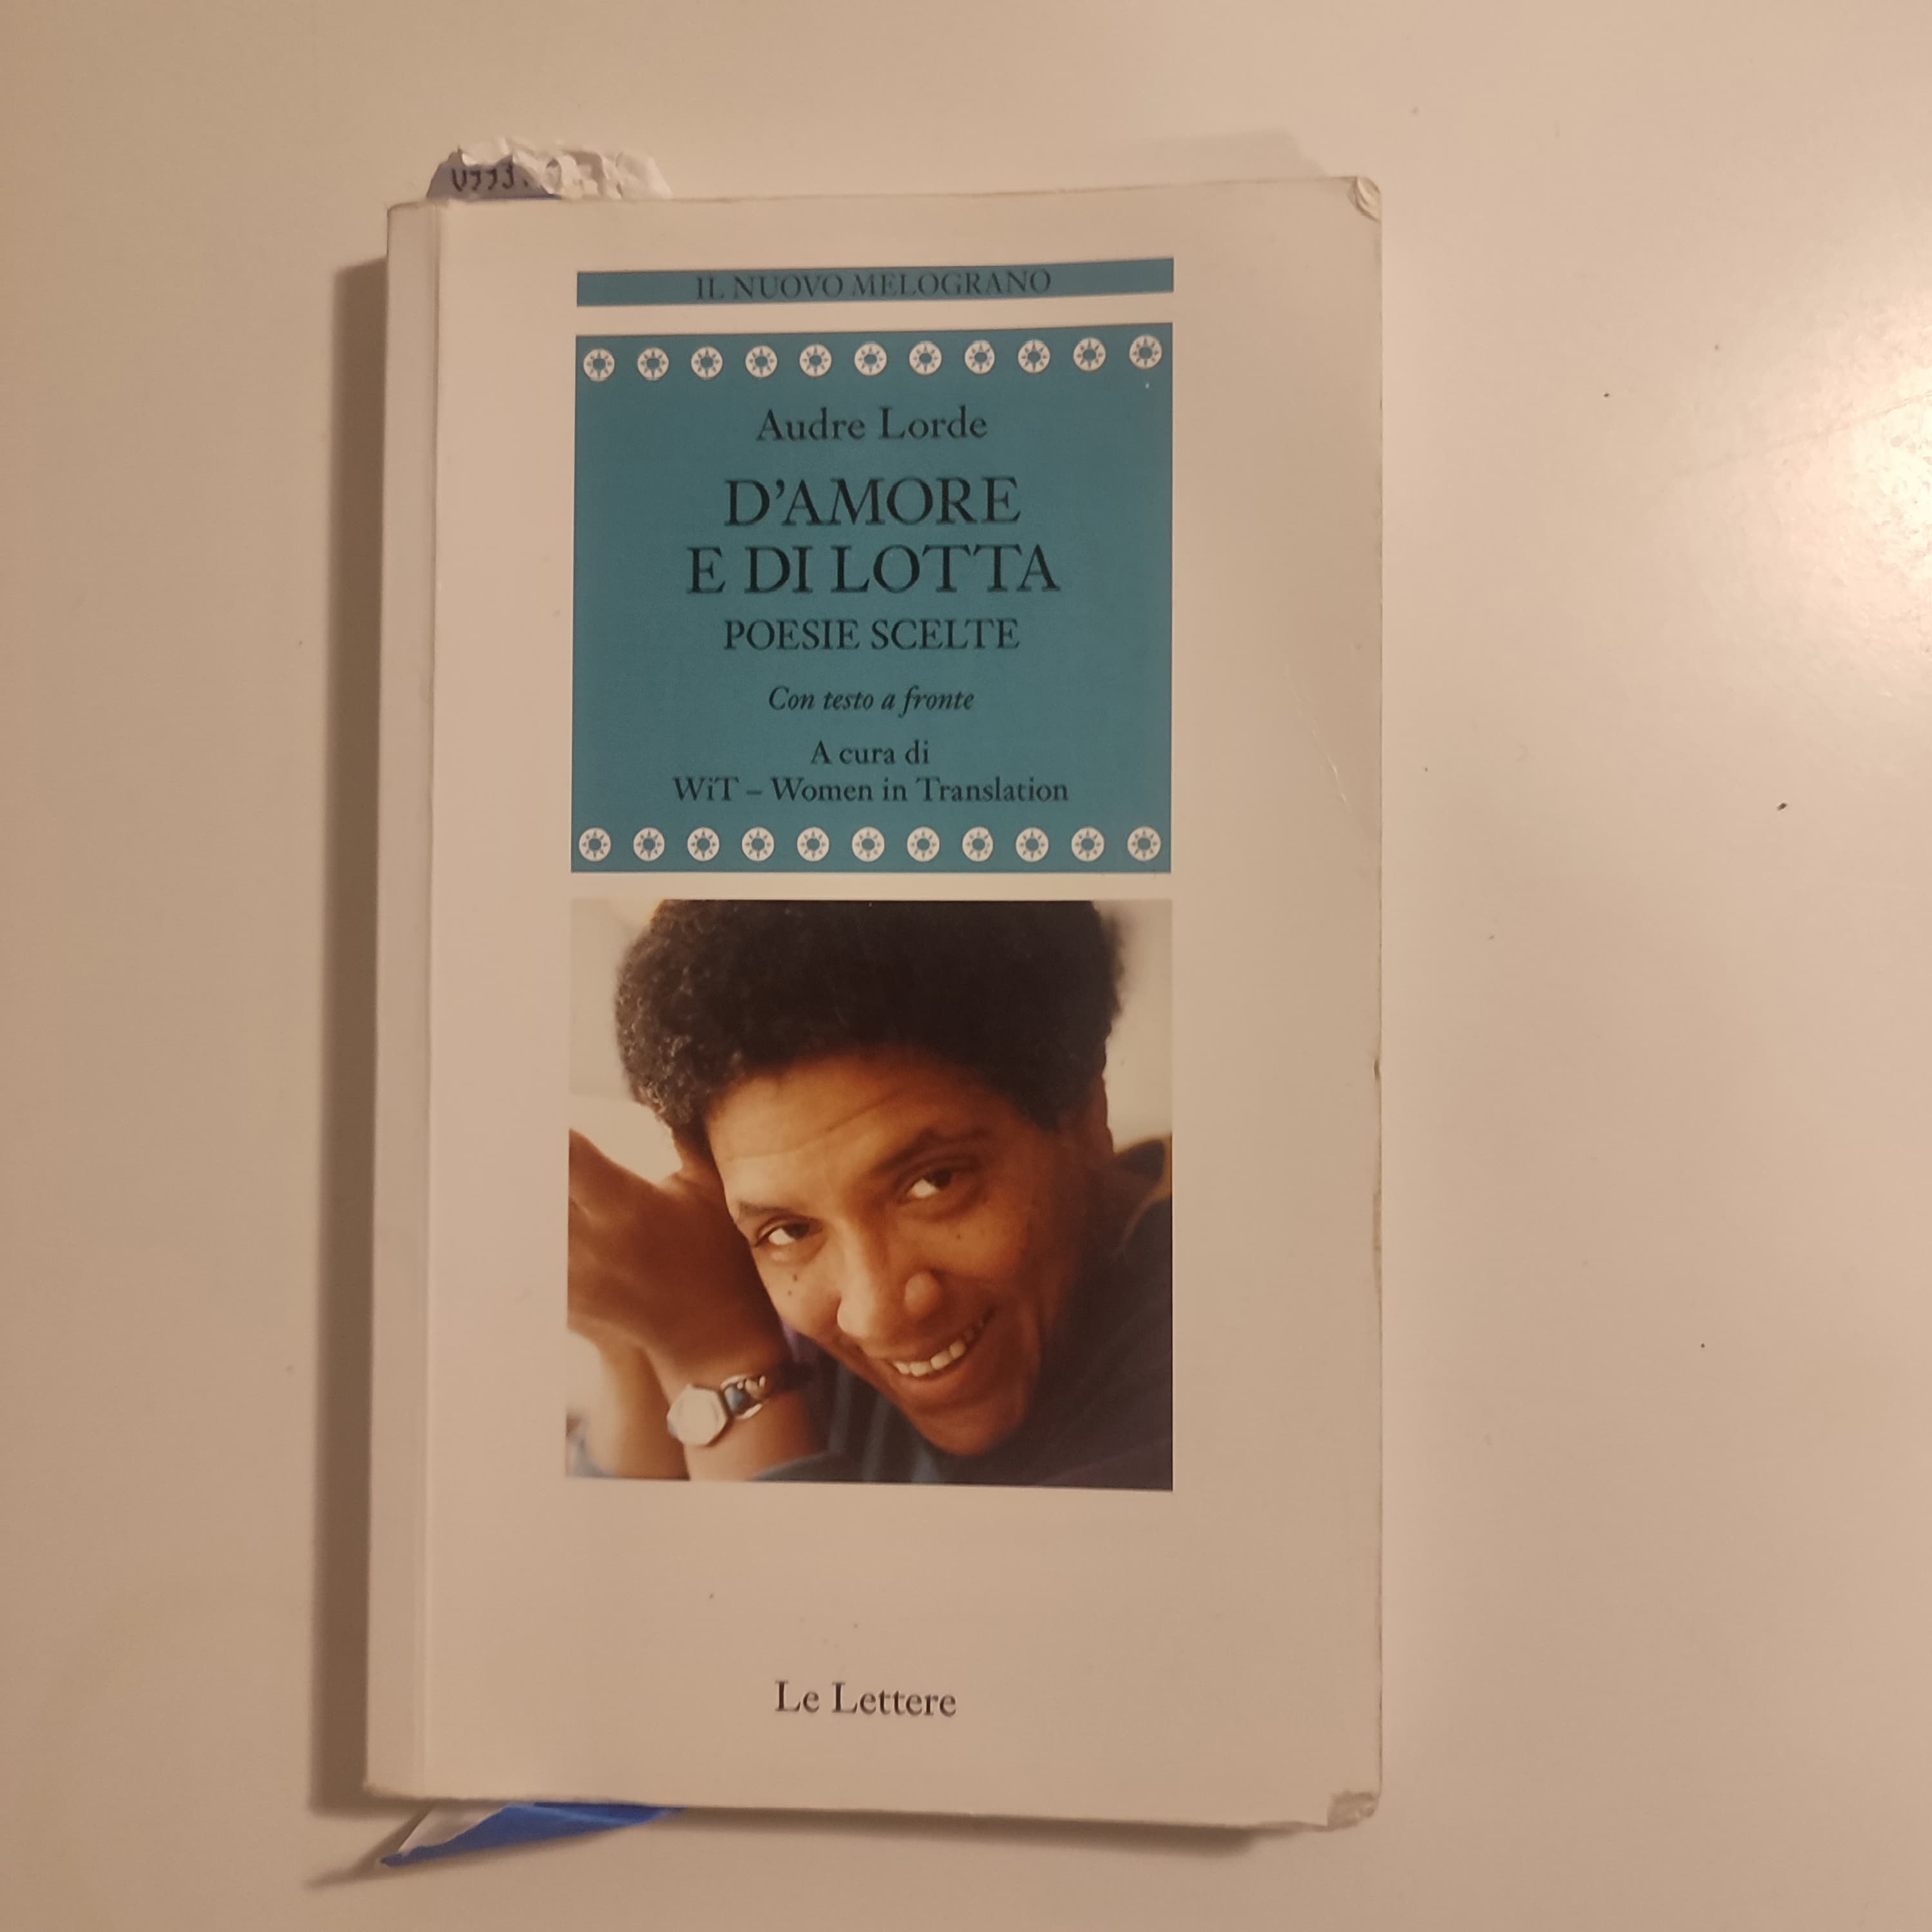 IL NUOVO MELOGRANO
Audre Lorde
D'AMORE
E DI LOTTA
POESIE SCELTE
Con testo a fronte
A cura di
WiT – Women in Translation
Le Lettere